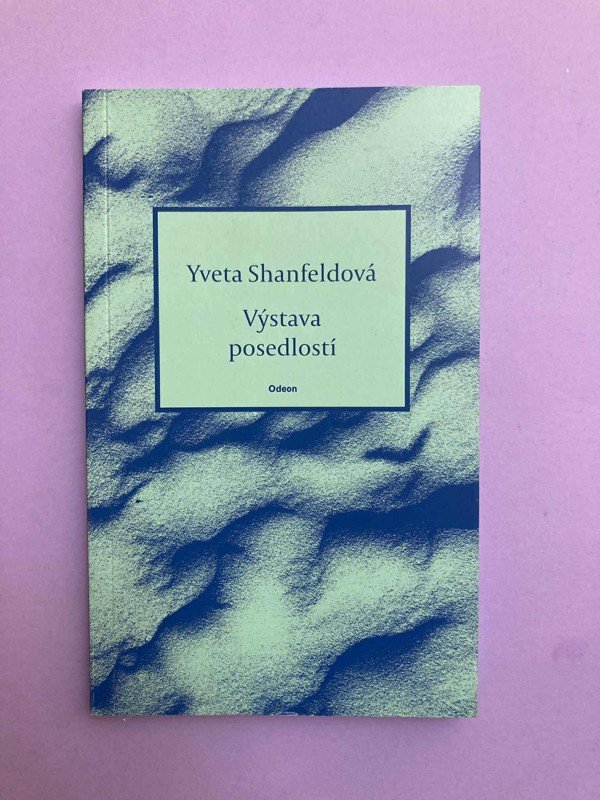 Yveta Shanfeldová
Výstava
posedlostí
Odeon